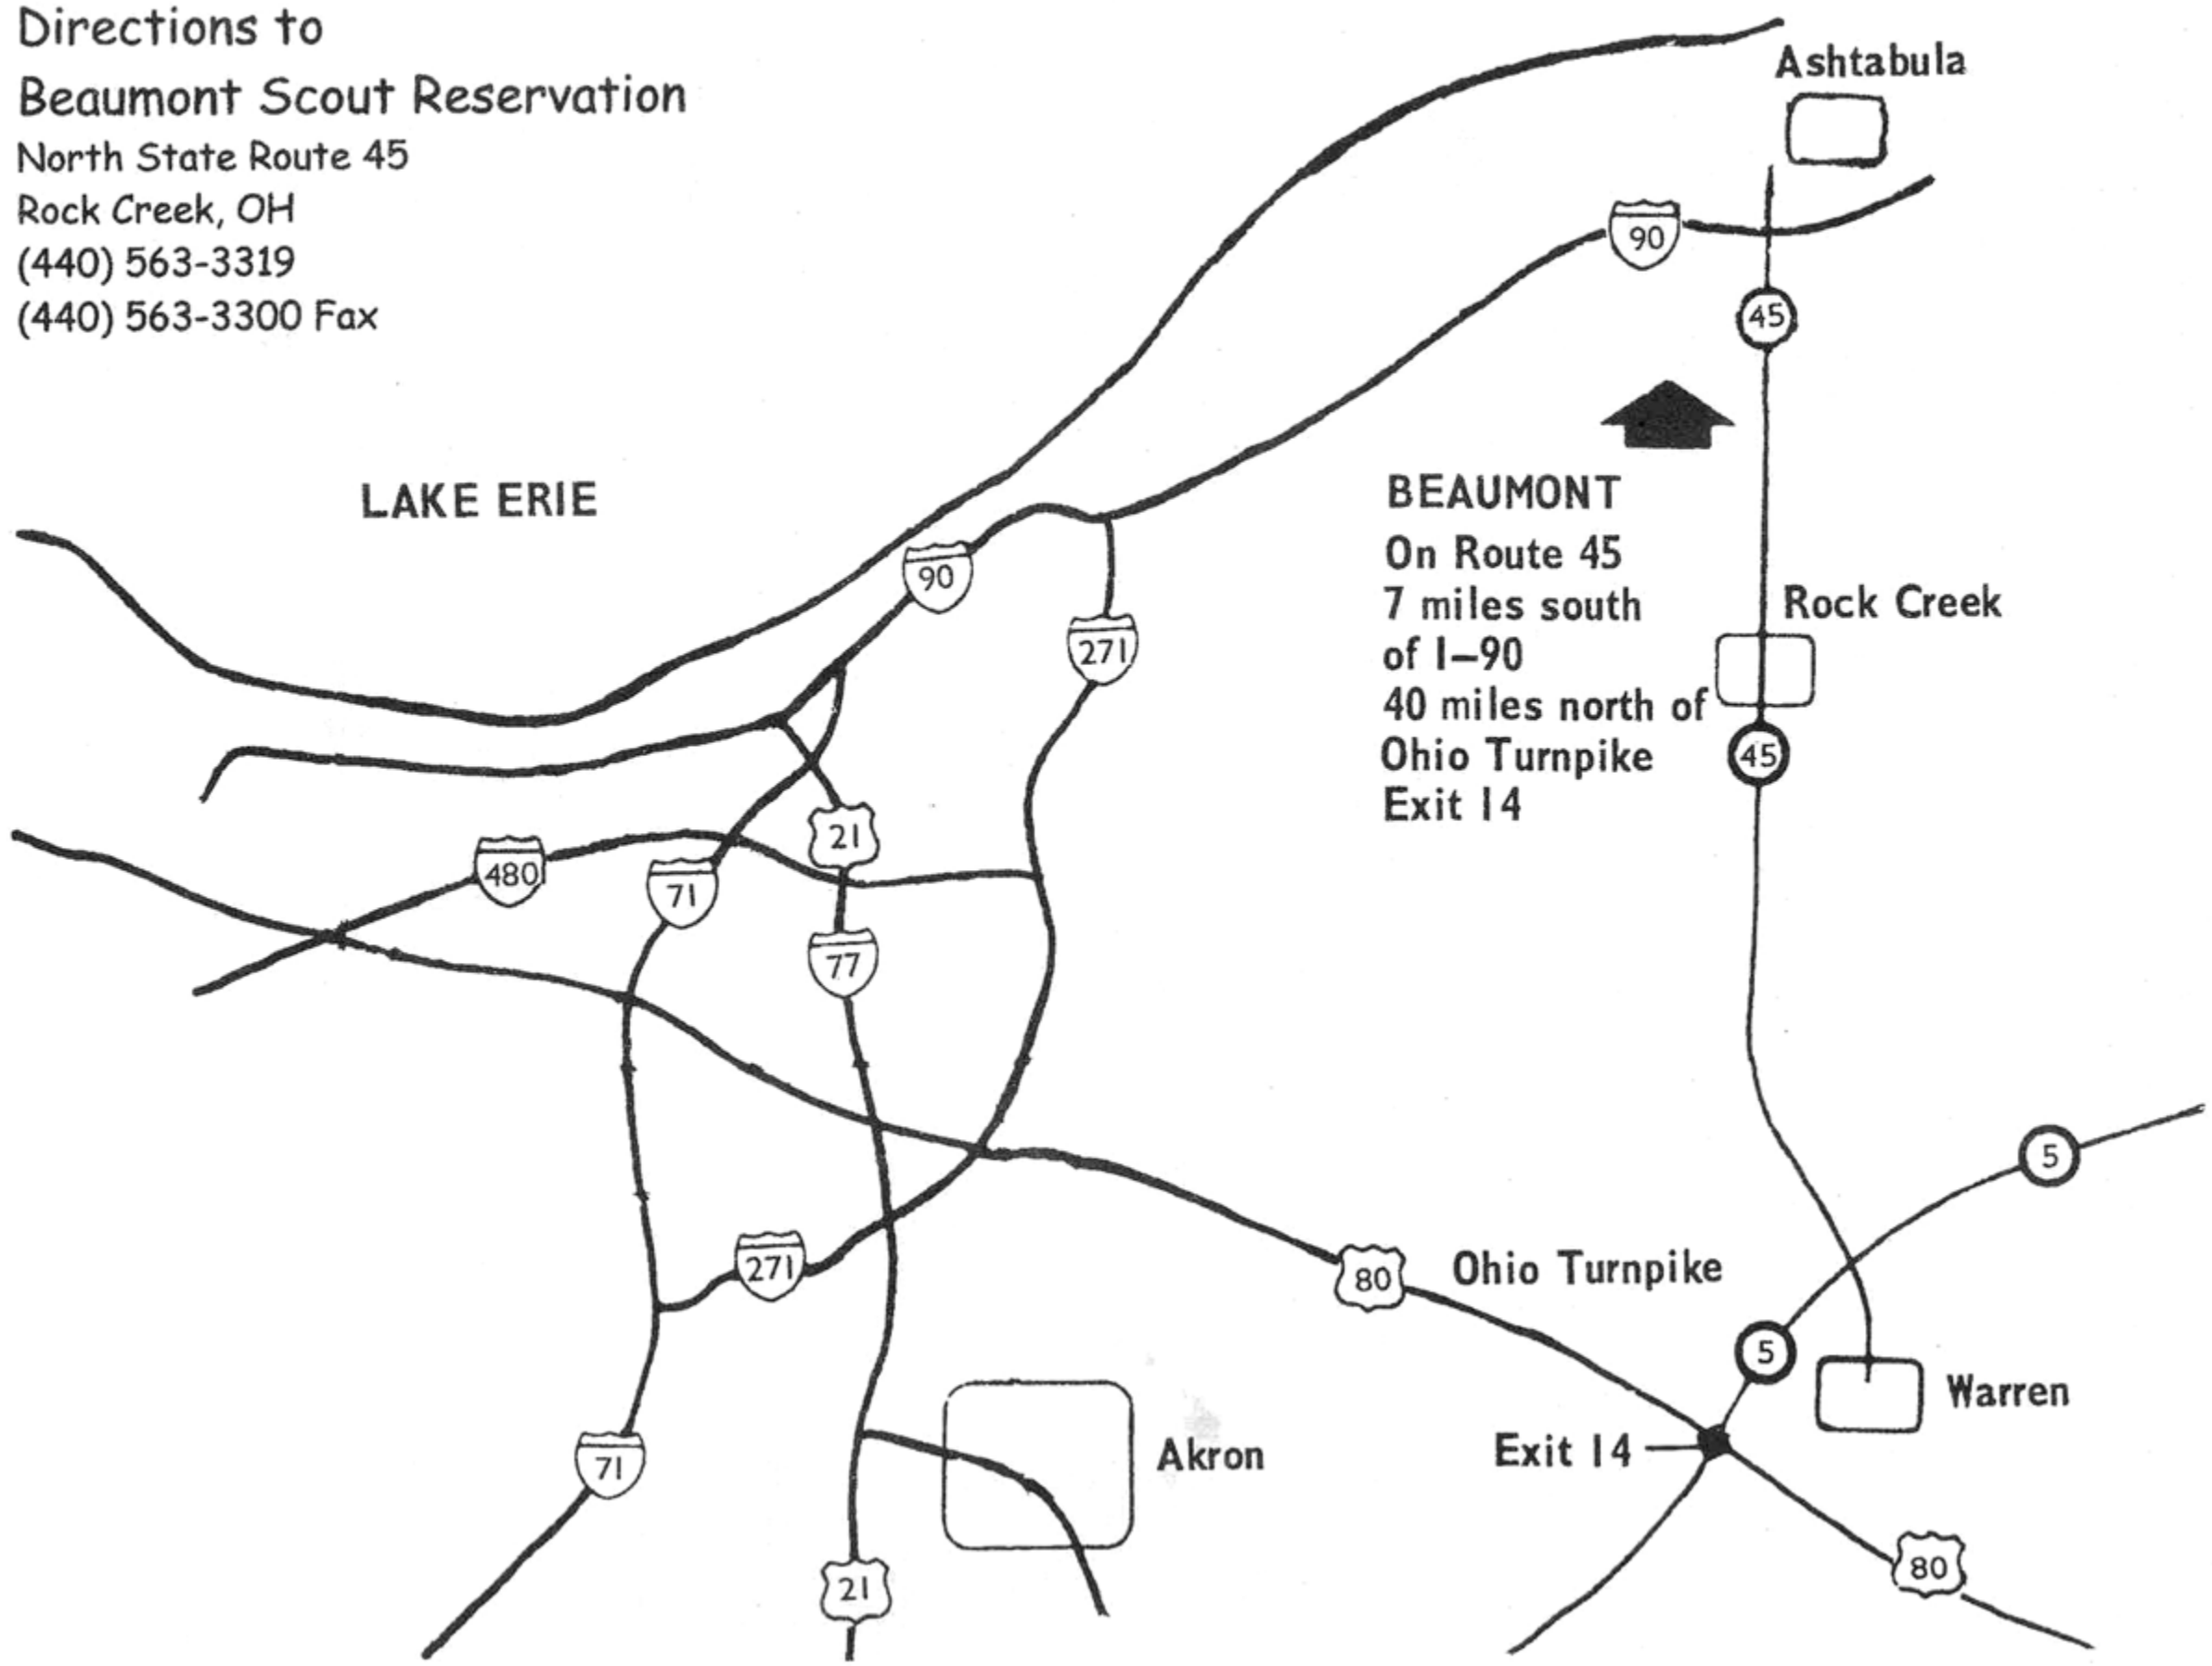 Directions to
Beaumont Scout Reservation
North State Route 45
Rock Creek, OH
(440) 563-3319
(440) 563-3300 Fax
Ashtabula
90
45
LAKE ERIE
BEAUMONT
On Route 45
7 miles south
of I-90
40 miles north of
Ohio Turnpike
Exit 14
90
271
Rock Creek
45
21
480
71
77
5
271
80
Ohio Turnpike
5
Warren
71
Akron
Exit 14
21
80